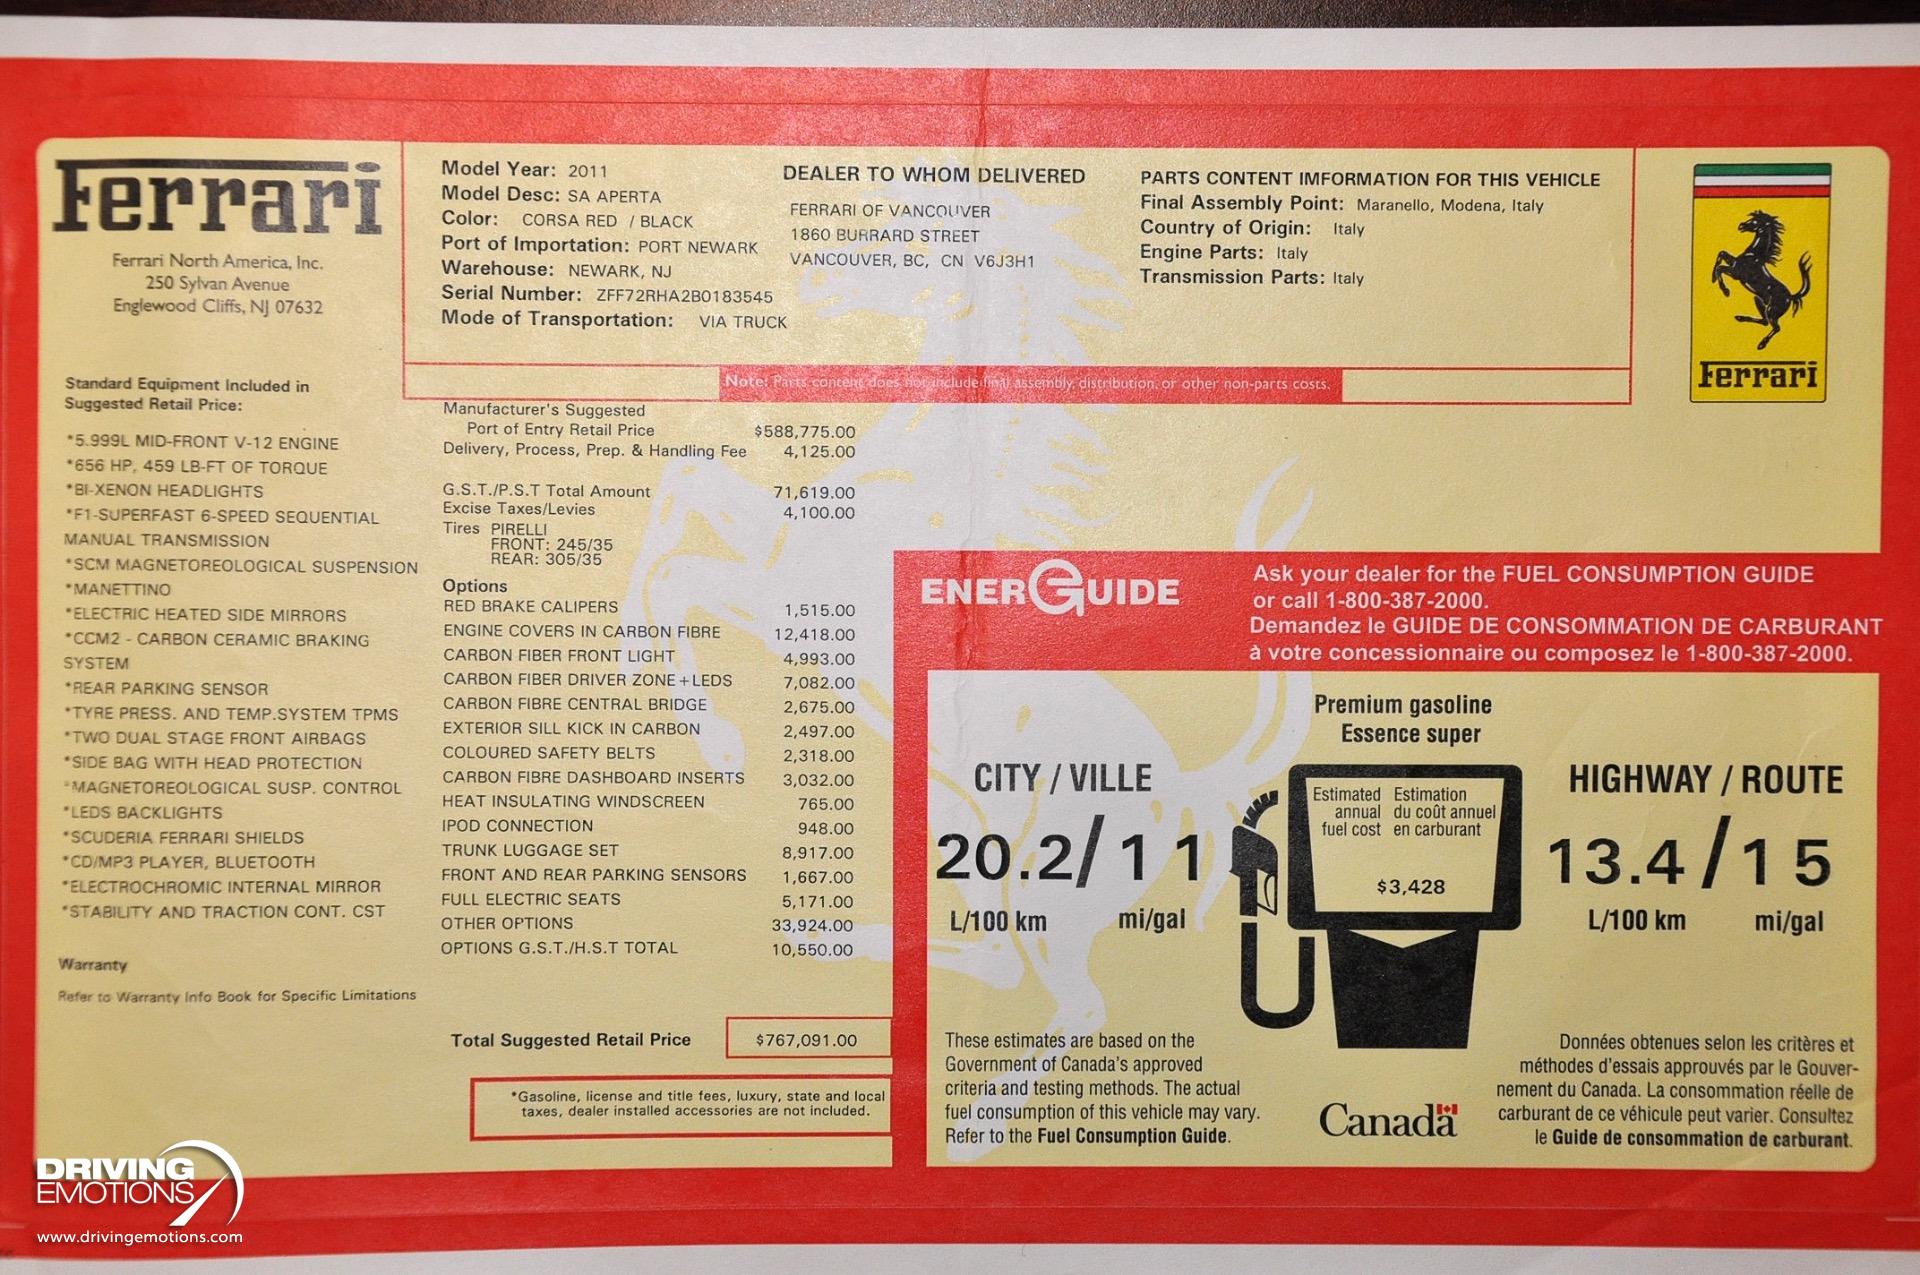 Ferrari
Ferrari North America, Inc.
250 Sylvan Avenue
Englewood Cliffs, NJ 07632
Model Year: 2011
Model Desc: SA APERTA
Color: CORSA RED / BLACK
Port of Importation: PORT NEWARK
Warehouse: NEWARK, NJ
Serial Number: ZFF72RHA2B0183545
Mode of Transportation: VIA TRUCK
DEALER TO WHOM DELIVERED
FERRARI OF VANCOUVER
1860 BURRARD STREET
VANCOUVER, BC, CN V6J3H1
PARTS CONTENT IMFORMATION FOR THIS VEHICLE
Final Assembly Point: Maranello, Modena, Italy
Country of Origin: Italy
Engine Parts: Italy
Transmission Parts: Italy
Ferrari
Note: Parts content does not include final assembly, distribution, or other non-parts costs.
Standard Equipment Included in
Suggested Retail Price:
*5.999L MID-FRONT V-12 ENGINE
*656 HP, 459 LB-FT OF TORQUE
*BI-XENON HEADLIGHTS
*F1-SUPERFAST 6-SPEED SEQUENTIAL
MANUAL TRANSMISSION
*SCM MAGNETOREOLOGICAL SUSPENSION
*MANETTINO
*ELECTRIC HEATED SIDE MIRRORS
*CCM2 - CARBON CERAMIC BRAKING
SYSTEM
*REAR PARKING SENSOR
*TYRE PRESS. AND TEMP.SYSTEM TPMS
*TWO DUAL STAGE FRONT AIRBAGS
*SIDE BAG WITH HEAD PROTECTION
*MAGNETOREOLOGICAL SUSP. CONTROL
*LEDS BACKLIGHTS
*SCUDERIA FERRARI SHIELDS
*CD/MP3 PLAYER, BLUETOOTH
*ELECTROCHROMIC INTERNAL MIRROR
*STABILITY AND TRACTION CONT. CST
Warranty
Refer to Warranty Info Book for Specific Limitations
Manufacturer's Suggested
Port of Entry Retail Price $588,775.00
Delivery, Process, Prep. & Handling Fee 4,125.00
G.S.T./P.S.T Total Amount 71,619.00
Excise Taxes/Levies 4,100.00
Tires PIRELLI
FRONT: 245/35
REAR: 305/35
Options
RED BRAKE CALIPERS 1,515.00
ENGINE COVERS IN CARBON FIBRE 12,418.00
CARBON FIBER FRONT LIGHT 4,993.00
CARBON FIBER DRIVER ZONE+LEDS 7,082.00
CARBON FIBRE CENTRAL BRIDGE 2,675.00
EXTERIOR SILL KICK IN CARBON 2,497.00
COLOURED SAFETY BELTS 2,318.00
CARBON FIBRE DASHBOARD INSERTS 3,032.00
HEAT INSULATING WINDSCREEN 765.00
IPOD CONNECTION 948.00
TRUNK LUGGAGE SET 8,917.00
FRONT AND REAR PARKING SENSORS 1,667.00
FULL ELECTRIC SEATS 5,171.00
OTHER OPTIONS 33,924.00
OPTIONS G.S.T./H.S.T TOTAL 10,550.00
Total Suggested Retail Price $767,091.00
*Gasoline, license and title fees, luxury, state and local
taxes, dealer installed accessories are not included.
ENERGUIDE
Ask your dealer for the FUEL CONSUMPTION GUIDE
or call 1-800-387-2000.
Demandez le GUIDE DE CONSOMMATION DE CARBURANT
à votre concessionnaire ou composez le 1-800-387-2000.
Premium gasoline
Essence super
CITY / VILLE
20.2/11
L/100 km mi/gal
Estimated annual fuel cost
Estimation du coût annuel en carburant
$3,428
HIGHWAY / ROUTE
13.4/15
L/100 km mi/gal
These estimates are based on the
Government of Canada's approved
criteria and testing methods. The actual
fuel consumption of this vehicle may vary.
Refer to the Fuel Consumption Guide.
Canada
Données obtenues selon les critères et
méthodes d'essais approuvés par le Gouver-
nement du Canada. La consommation réelle de
carburant de ce véhicule peut varier. Consultez
le Guide de consommation de carburant.
DRIVING
EMOTIONS
www.drivingemotions.com